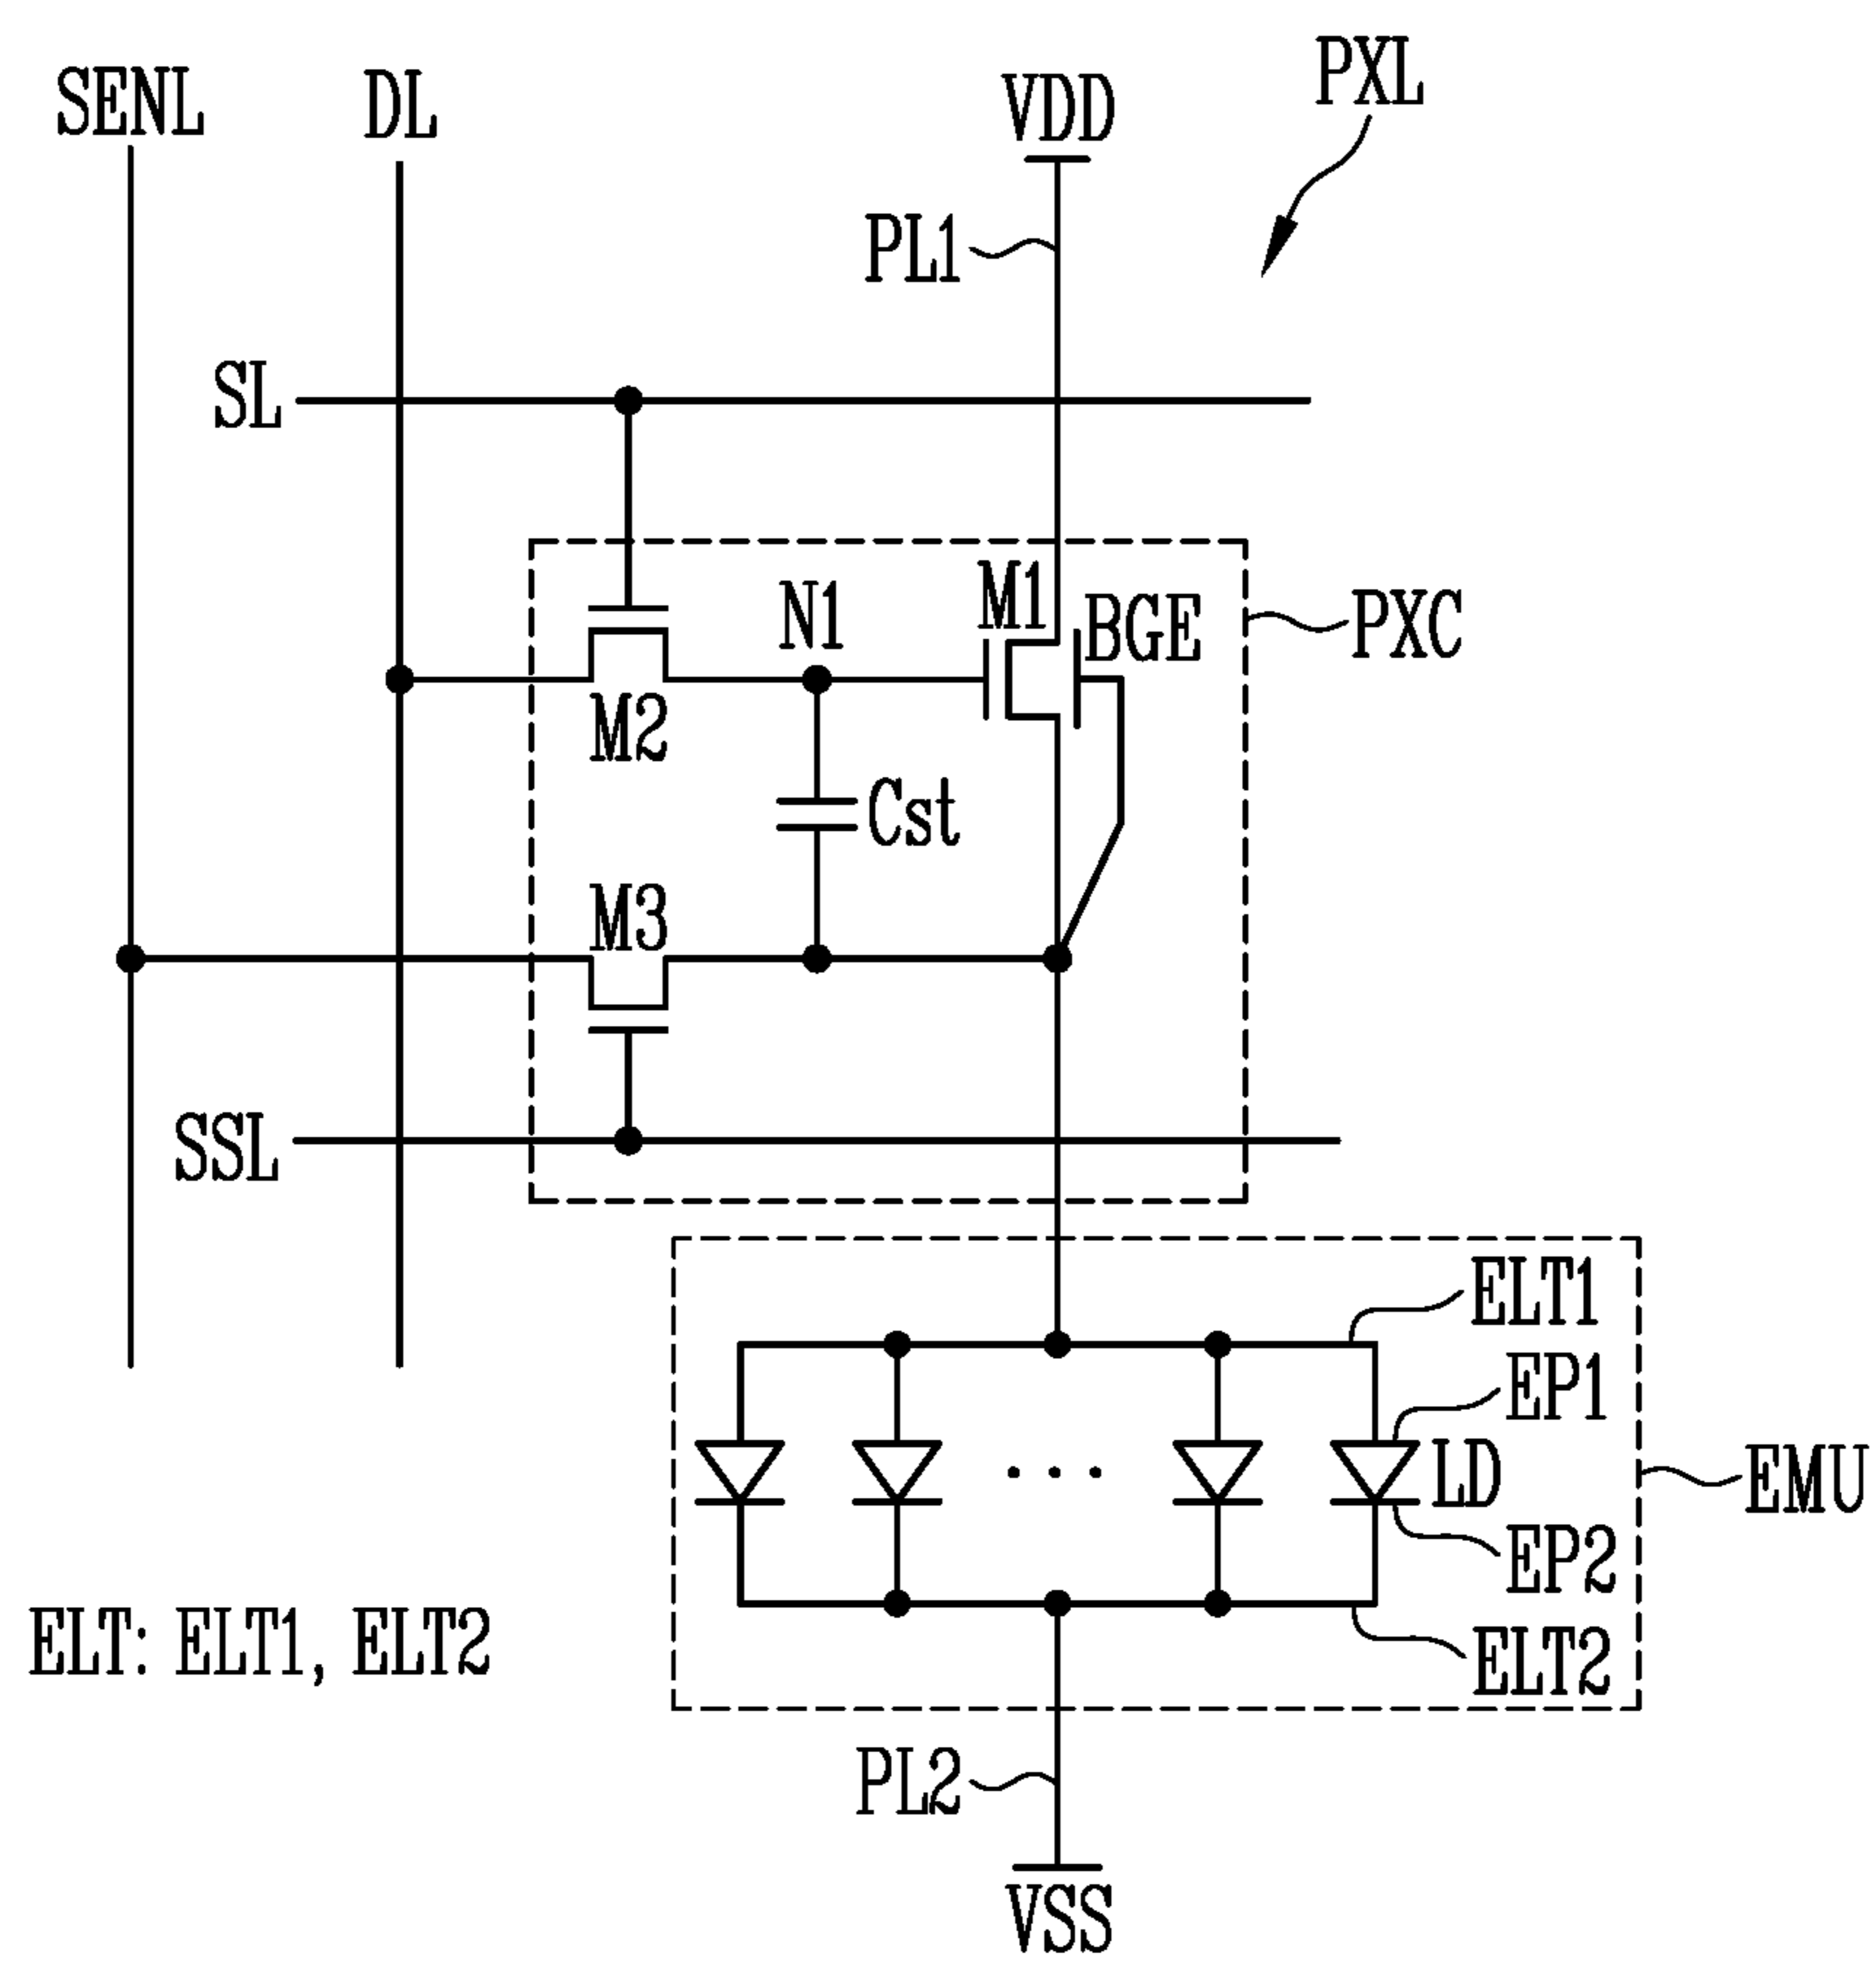 PXL
SENL
DL
VDD
PL1
SL
M1
BGE
N1
PXC
M2
Cst
M3
SSL
ELT1
EP1
LD
EMU
EP2
ELT: ELT1, ELT2
ELT2
PL2
VSS